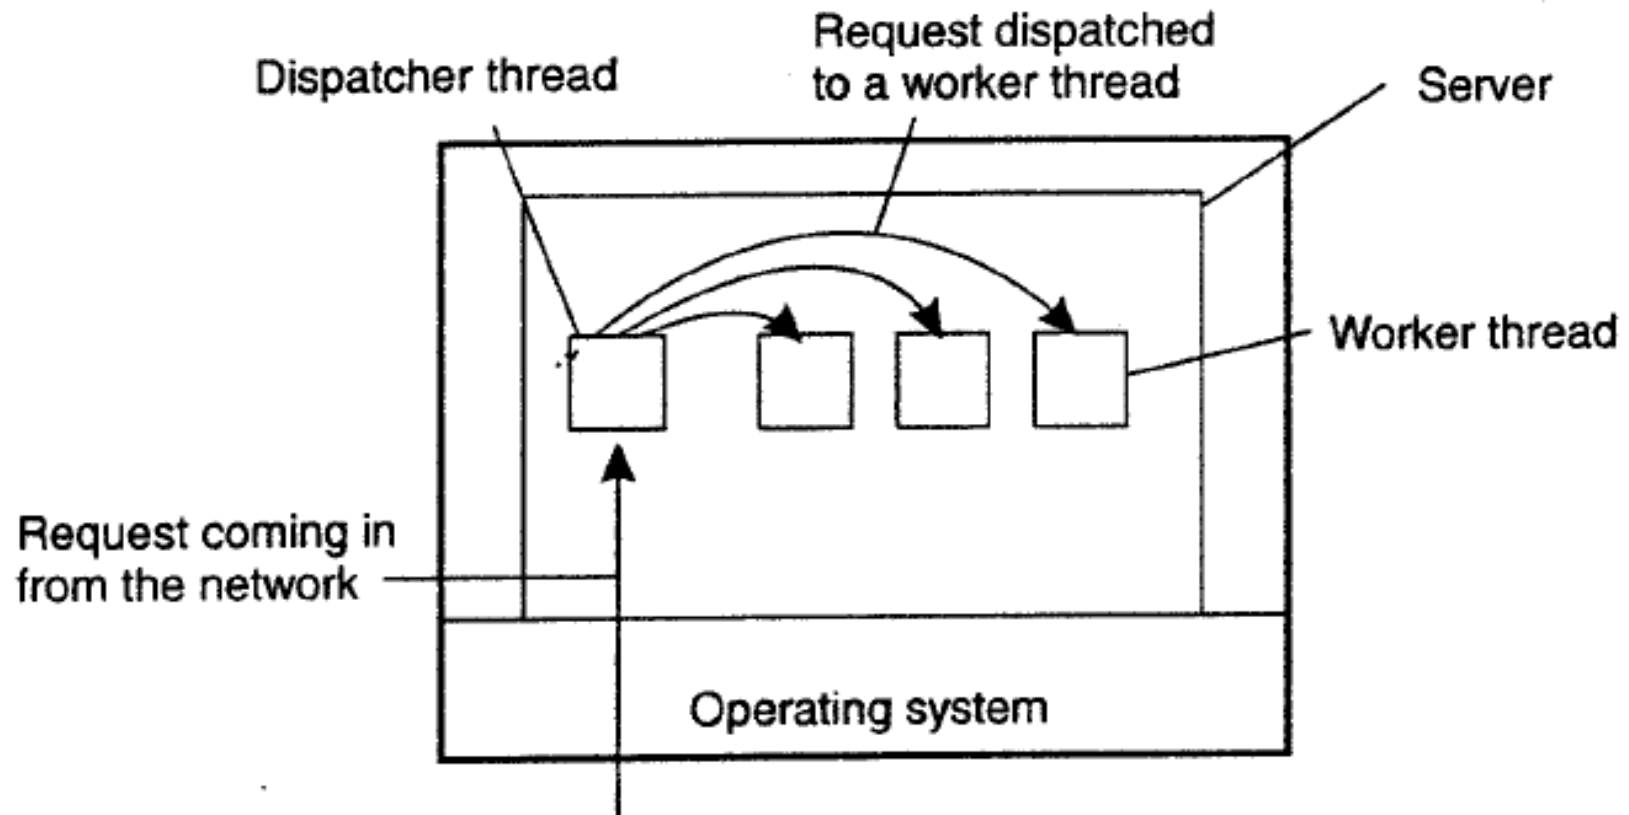 Dispatcher thread
Request dispatched
to a worker thread
Server
Worker thread
Request coming in
from the network
Operating system